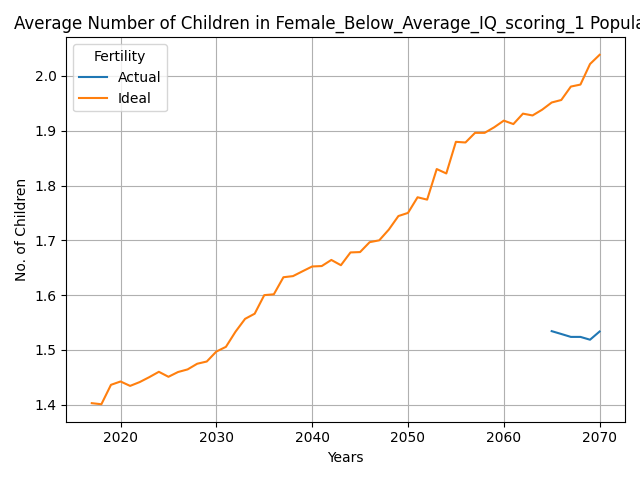 Average Number of Children in Female_Below_Average_IQ_scoring_1 Popula
Fertility
Actual
Ideal
2.0
1.9
1.8
1.7
1.6
1.5
1.4
No. of Children
2020 2030 2040 2050 2060 2070
Years